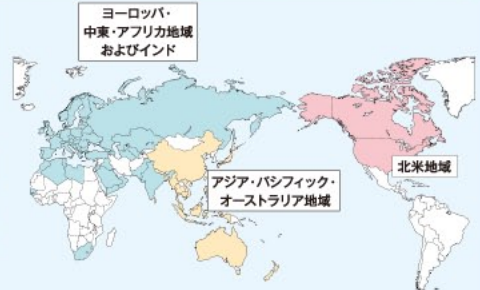 ヨーロッパ・
中東・アフリカ地域
およびインド
アジア・パシフィック・
オーストラリア地域
北米地域